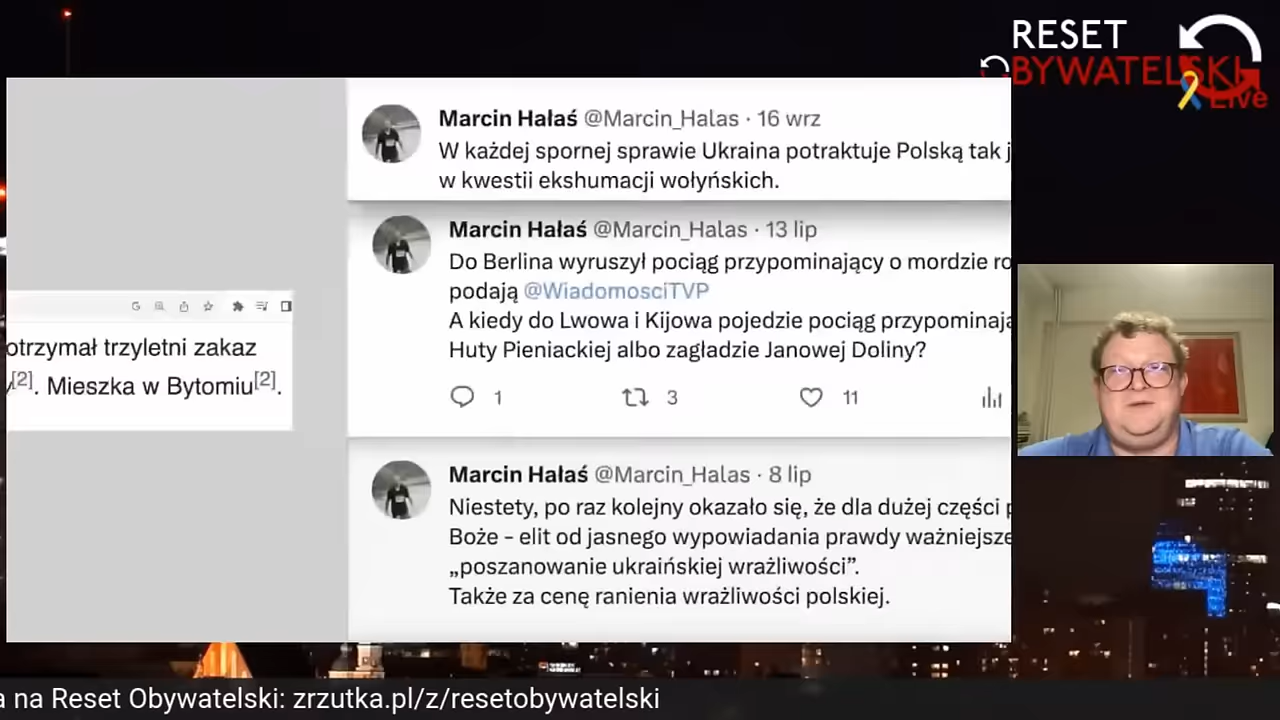 RESET
OBYWATELSKI
Live
Marcin Hałaś @Marcin_Halas · 16 wrz
W każdej spornej sprawie Ukraina potraktuje Polską tak j
w kwestii ekshumacji wołyńskich.
Marcin Hałaś @Marcin_Halas · 13 lip
Do Berlina wyruszył pociąg przypominający o mordzie ro
podają @WiadomosciTVP
A kiedy do Lwowa i Kijowa pojedzie pociąg przypominają
Huty Pieniackiej albo zagładzie Janowej Doliny?
1 3 11
otrzymał trzyletni zakaz
[2]. Mieszka w Bytomiu[2].
Marcin Hałaś @Marcin_Halas · 8 lip
Niestety, po raz kolejny okazało się, że dla dużej części p
Boże – elit od jasnego wypowiadania prawdy ważniejsze
„poszanowanie ukraińskiej wrażliwości”.
Także za cenę ranienia wrażliwości polskiej.
a na Reset Obywatelski: zrzutka.pl/z/resetobywatelski